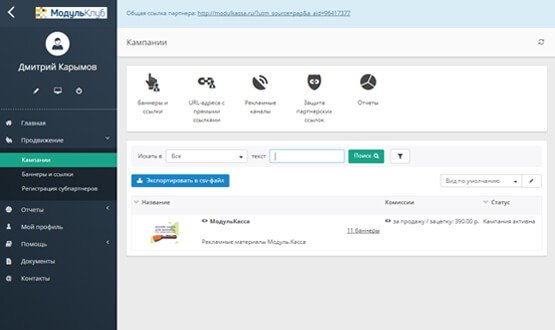 МодульКлуб
Дмитрий Карымов
Главная
Продвижение
Кампании
Баннеры и ссылки
Регистрация субпартнеров
Отчеты
Мой профиль
Помощь
Документы
Контакты
Общая ссылка партнера: http://modulkassa.ru/?utm_source=pap&a_aid=96417377
Кампании
Баннеры и
ссылки
URL-адреса с
прямыми
ссылками
Рекламные
каналы
Защита
партнерских
ссылок
Отчеты
Искать в Все текст Поиск
Экспортировать в csv-файл Вид по умолчанию
Название Комиссии Статус
МодульКасса за продажу / зацепку: 390.00 р. Кампания активна
11 баннеры
Рекламные материалы Модуль.Касса